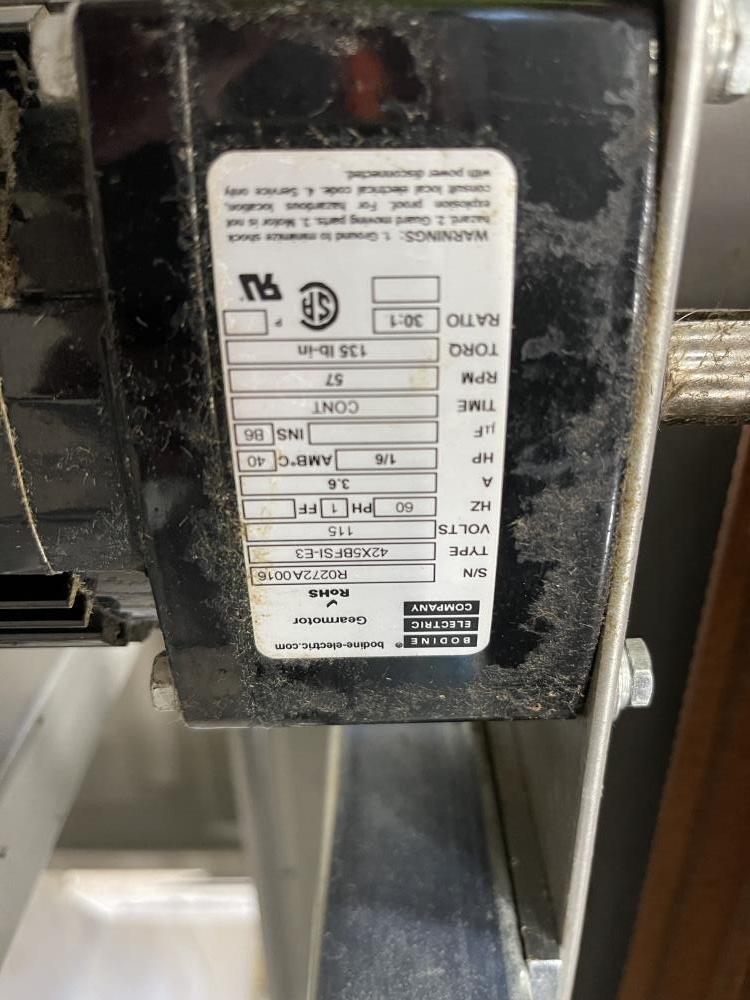 BODINE
ELECTRIC
COMPANY
® bodine-electric.com
Gearmotor
✓
RoHS
S/N R0272A0016
TYPE 42X5BFSI-E3
VOLTS 115
HZ 60 PH 1 FF
A 3.6
HP 1/6 AMB°C 40
µF INS B6
TIME CONT
RPM 57
TORQ 135 lb-in
RATIO 30:1 P
SA
RU
WARNINGS: 1. Ground to minimize shock
hazard. 2. Guard moving parts. 3. Motor is not
explosion proof. For hazardous location,
consult local electrical code. 4. Service only
with power disconnected.